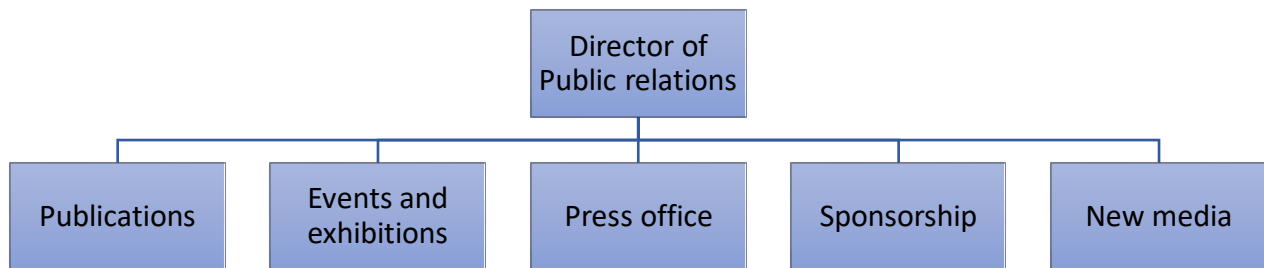 Director of
Public relations
Publications
Events and
exhibitions
Press office
Sponsorship
New media